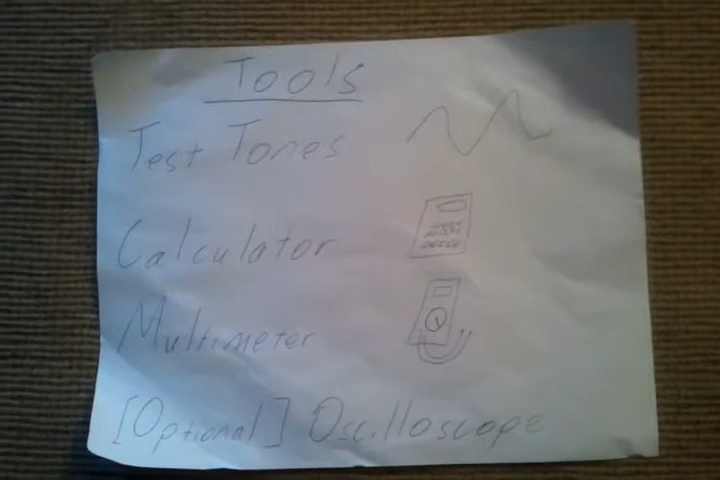 Tools
Test Tones
Calculator
Multimeter
[Optional] Oscilloscope